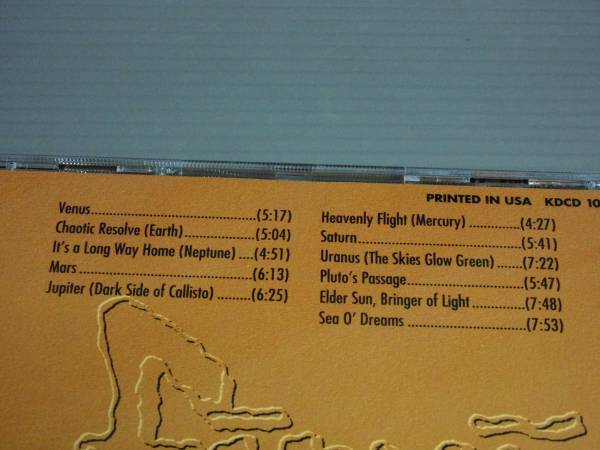 PRINTED IN USA KDCD 10
Venus..........................................(5:17)
Chaotic Resolve (Earth)..................(5:04)
It's a Long Way Home (Neptune) ....(4:51)
Mars ............................................(6:13)
Jupiter (Dark Side of Callisto) .........(6:25)
Heavenly Flight (Mercury) .............(4:27)
Saturn..........................................(5:41)
Uranus (The Skies Glow Green) ......(7:22)
Pluto's Passage.............................(5:47)
Elder Sun, Bringer of Light .............(7:48)
Sea O' Dreams ..............................(7:53)